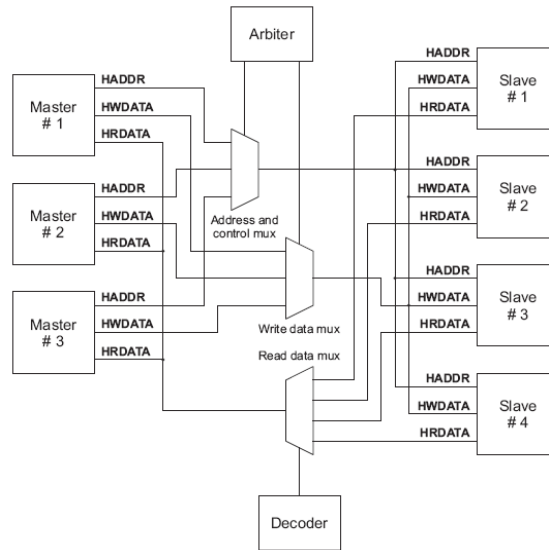 Arbiter
HADDR
HWDATA
HRDATA
Master
# 1
HADDR
HWDATA
HRDATA
Master
# 2
HADDR
HWDATA
HRDATA
Master
# 3
Address and
control mux
Write data mux
Read data mux
HADDR
HWDATA
HRDATA
Slave
# 1
HADDR
HWDATA
HRDATA
Slave
# 2
HADDR
HWDATA
HRDATA
Slave
# 3
HADDR
HWDATA
HRDATA
Slave
# 4
Decoder